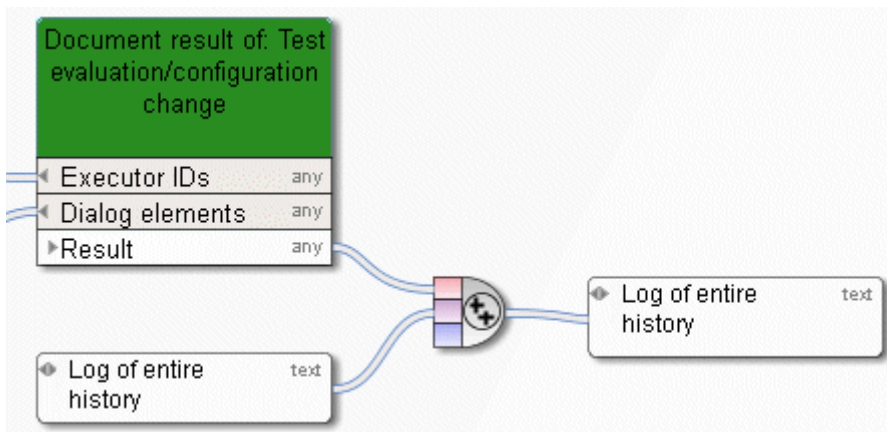 Document result of: Test
evaluation/configuration
change
Executor IDs any
Dialog elements any
Result any
Log of entire text
history
Log of entire text
history